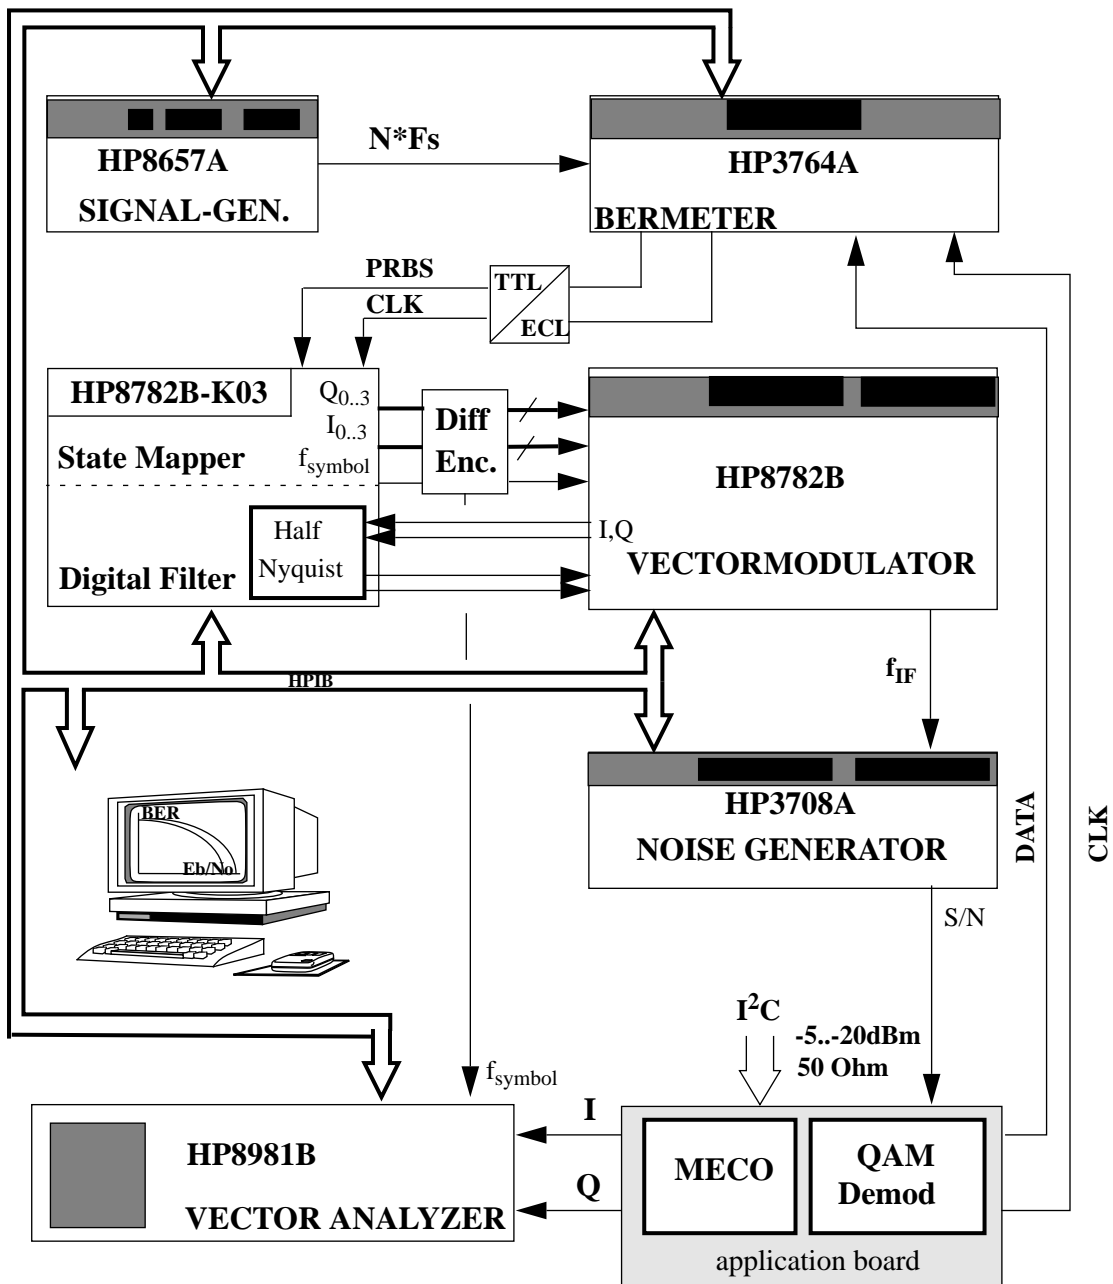 HP8657A
SIGNAL-GEN.
N*Fs
HP3764A
BERMETER
PRBS
CLK
TTL
ECL
HP8782B-K03
Q0..3
I0..3
fsymbol
State Mapper
Diff
Enc.
HP8782B
VECTORMODULATOR
I,Q
Half
Nyquist
Digital Filter
HPIB
fIF
HP3708A
NOISE GENERATOR
DATA
CLK
BER
Eb/No
S/N
I²C
-5..-20dBm
50 Ohm
fsymbol
I
Q
HP8981B
VECTOR ANALYZER
MECO
QAM
Demod
application board